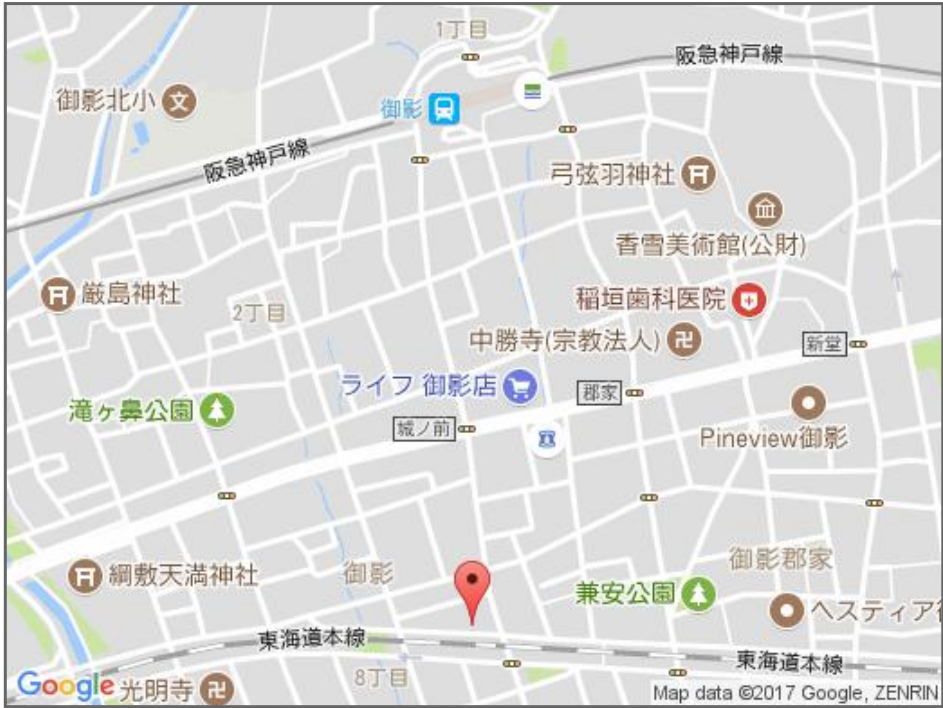 1丁目
阪急神戸線
御影北小
文
御影
阪急神戸線
弓弦羽神社
香雪美術館(公財)
厳島神社
2丁目
稲垣歯科医院
中勝寺(宗教法人)
新堂
ライフ 御影店
郡家
滝ヶ鼻公園
城ノ前
Pineview御影
綱敷天満神社
御影
御影郡家
兼安公園
ヘスティア
東海道本線
東海道本線
8丁目
Google
光明寺
Map data ©2017 Google, ZENRIN